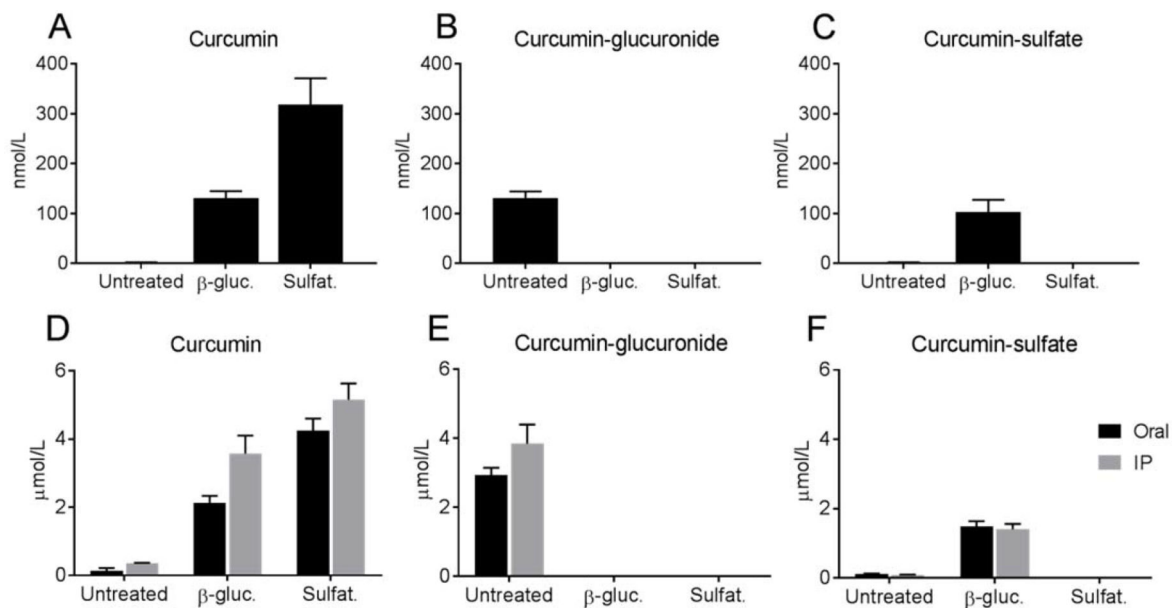 A
Curcumin
400
300
200
100
0
nmol/L
Untreated β-gluc. Sulfat.
B
Curcumin-glucuronide
400
300
200
100
0
nmol/L
Untreated β-gluc. Sulfat.
C
Curcumin-sulfate
400
300
200
100
0
nmol/L
Untreated β-gluc. Sulfat.
D
Curcumin
6
4
2
0
μmol/L
Untreated β-gluc. Sulfat.
E
Curcumin-glucuronide
6
4
2
0
μmol/L
Untreated β-gluc. Sulfat.
F
Curcumin-sulfate
6
4
2
0
μmol/L
Untreated β-gluc. Sulfat.
Oral
IP